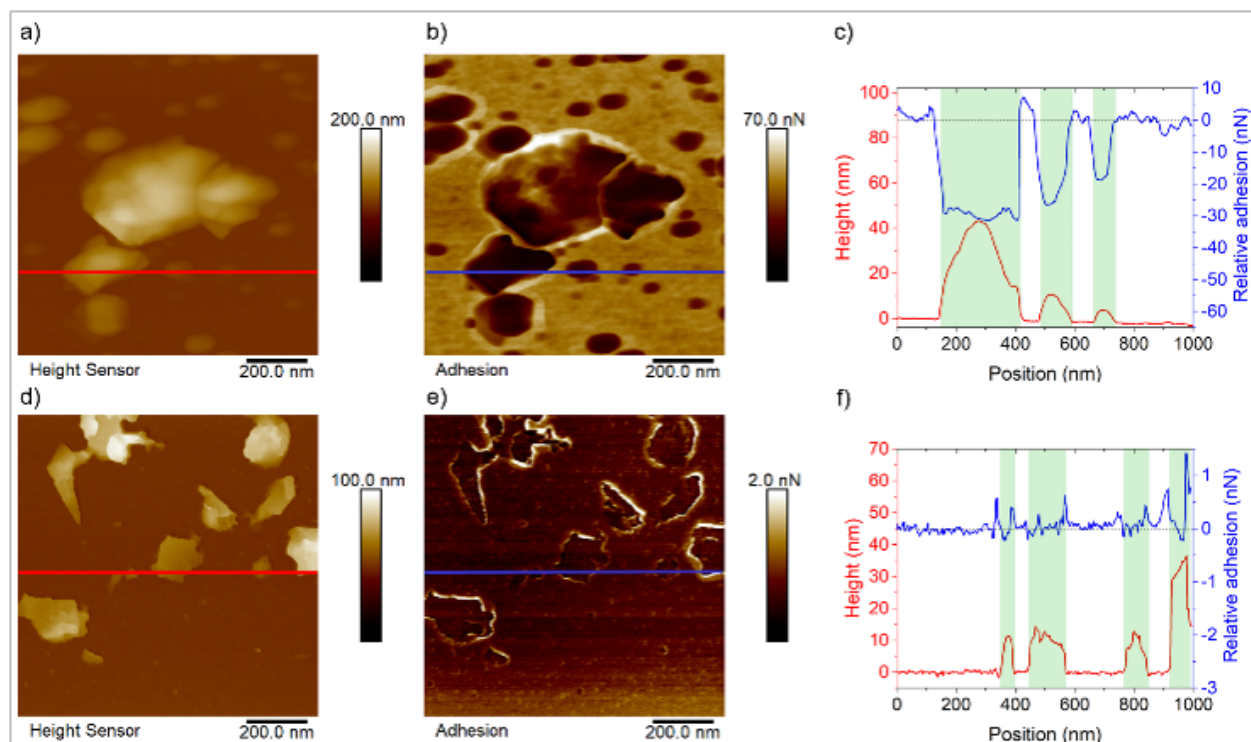 a)
200.0 nm
Height Sensor
200.0 nm
b)
70.0 nN
Adhesion
200.0 nm
c)
100
80
60
40
20
0
Height (nm)
10
0
-10
-20
-30
-40
-50
-60
Relative adhesion (nN)
0 200 400 600 800 1000
Position (nm)
d)
100.0 nm
Height Sensor
200.0 nm
e)
2.0 nN
Adhesion
200.0 nm
f)
70
60
50
40
30
20
10
0
Height (nm)
1
0
-1
-2
-3
Relative adhesion (nN)
0 200 400 600 800 1000
Position (nm)